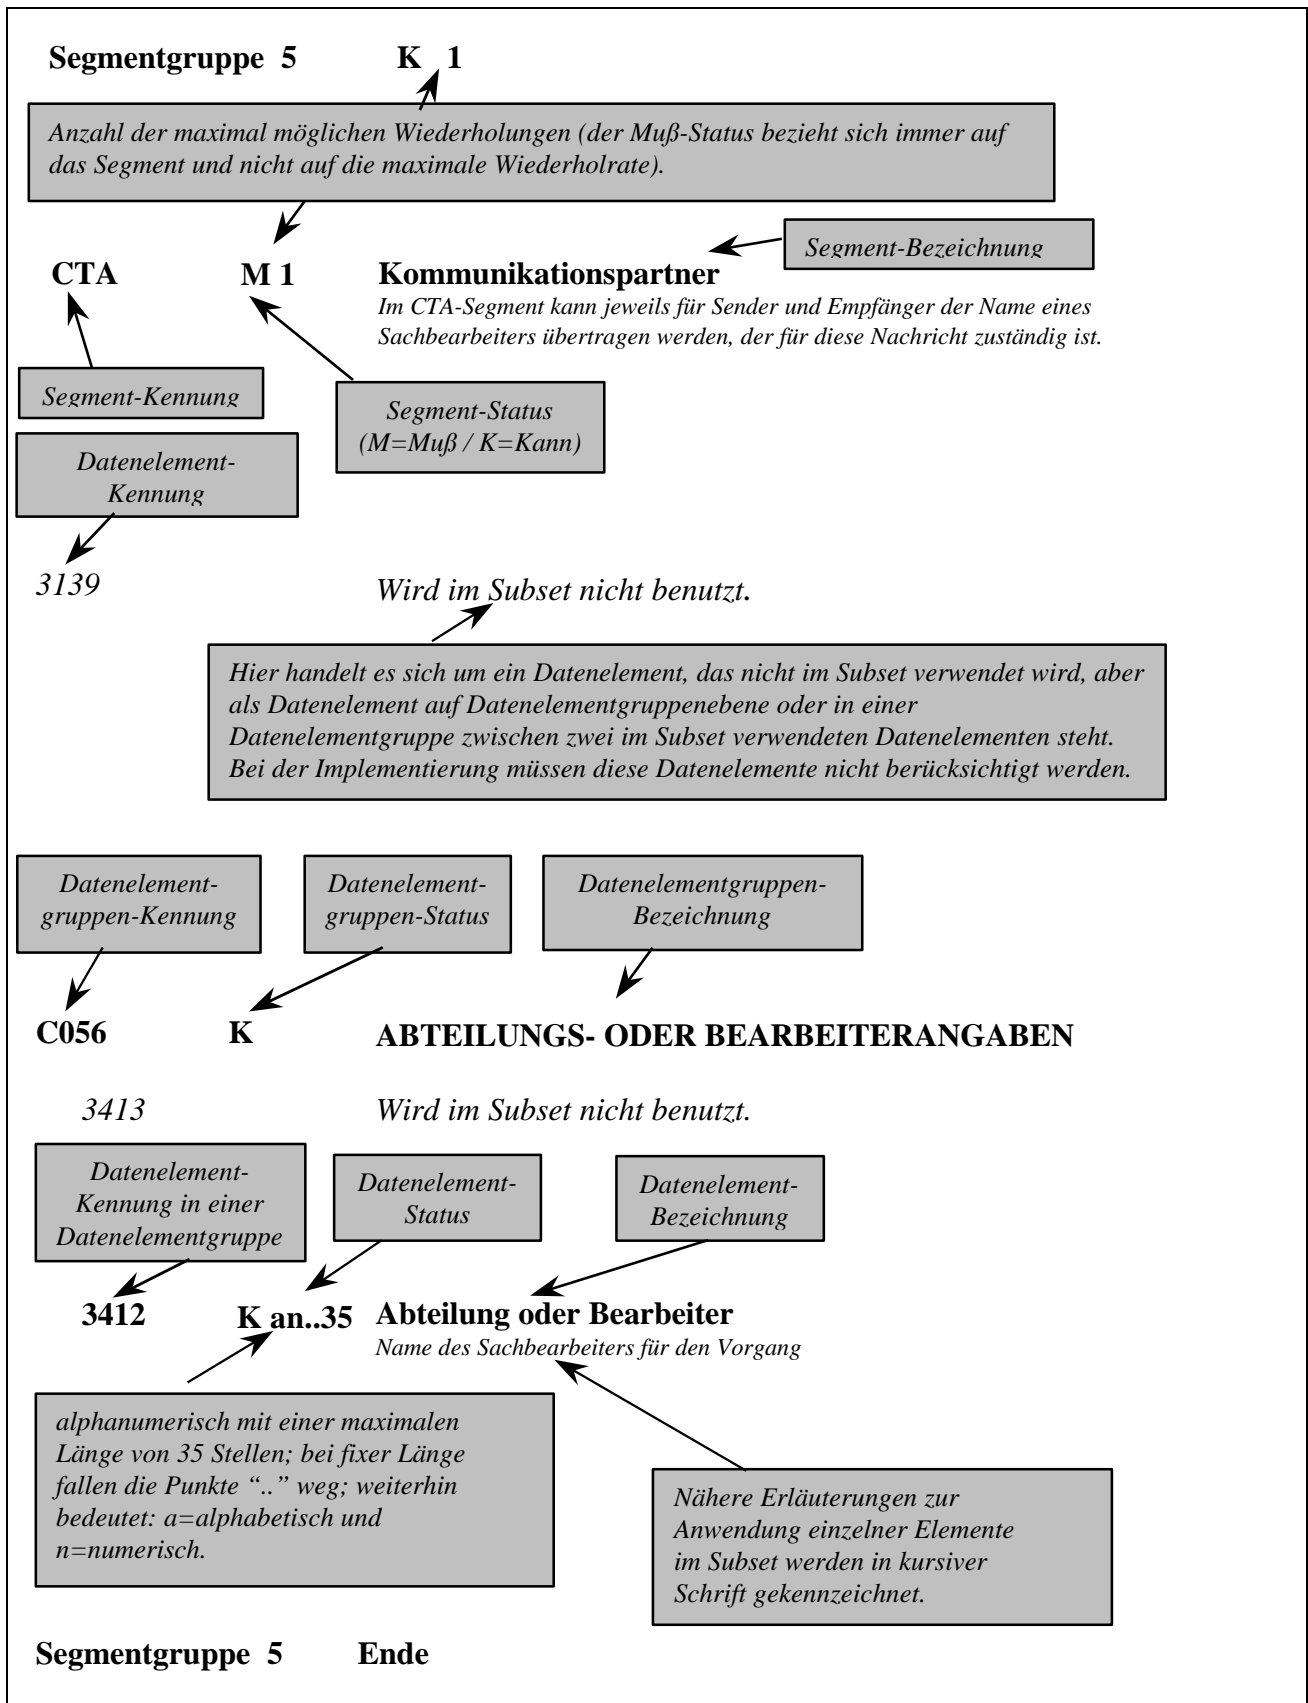 Segmentgruppe 5 K 1
Anzahl der maximal möglichen Wiederholungen (der Muß-Status bezieht sich immer auf
das Segment und nicht auf die maximale Wiederholrate).
Segment-Bezeichnung
CTA M 1 Kommunikationspartner
Im CTA-Segment kann jeweils für Sender und Empfänger der Name eines
Sachbearbeiters übertragen werden, der für diese Nachricht zuständig ist.
Segment-Kennung
Segment-Status
(M=Muß / K=Kann)
Datenelement-
Kennung
3139 Wird im Subset nicht benutzt.
Hier handelt es sich um ein Datenelement, das nicht im Subset verwendet wird, aber
als Datenelement auf Datenelementgruppenebene oder in einer
Datenelementgruppe zwischen zwei im Subset verwendeten Datenelementen steht.
Bei der Implementierung müssen diese Datenelemente nicht berücksichtigt werden.
Datenelement-
gruppen-Kennung
Datenelement-
gruppen-Status
Datenelementgruppen-
Bezeichnung
C056 K ABTEILUNGS- ODER BEARBEITERANGABEN
3413 Wird im Subset nicht benutzt.
Datenelement-
Kennung in einer
Datenelementgruppe
Datenelement-
Status
Datenelement-
Bezeichnung
3412 K an..35 Abteilung oder Bearbeiter
Name des Sachbearbeiters für den Vorgang
alphanumerisch mit einer maximalen
Länge von 35 Stellen; bei fixer Länge
fallen die Punkte “..” weg; weiterhin
bedeutet: a=alphabetisch und
n=numerisch.
Nähere Erläuterungen zur
Anwendung einzelner Elemente
im Subset werden in kursiver
Schrift gekennzeichnet.
Segmentgruppe 5 Ende